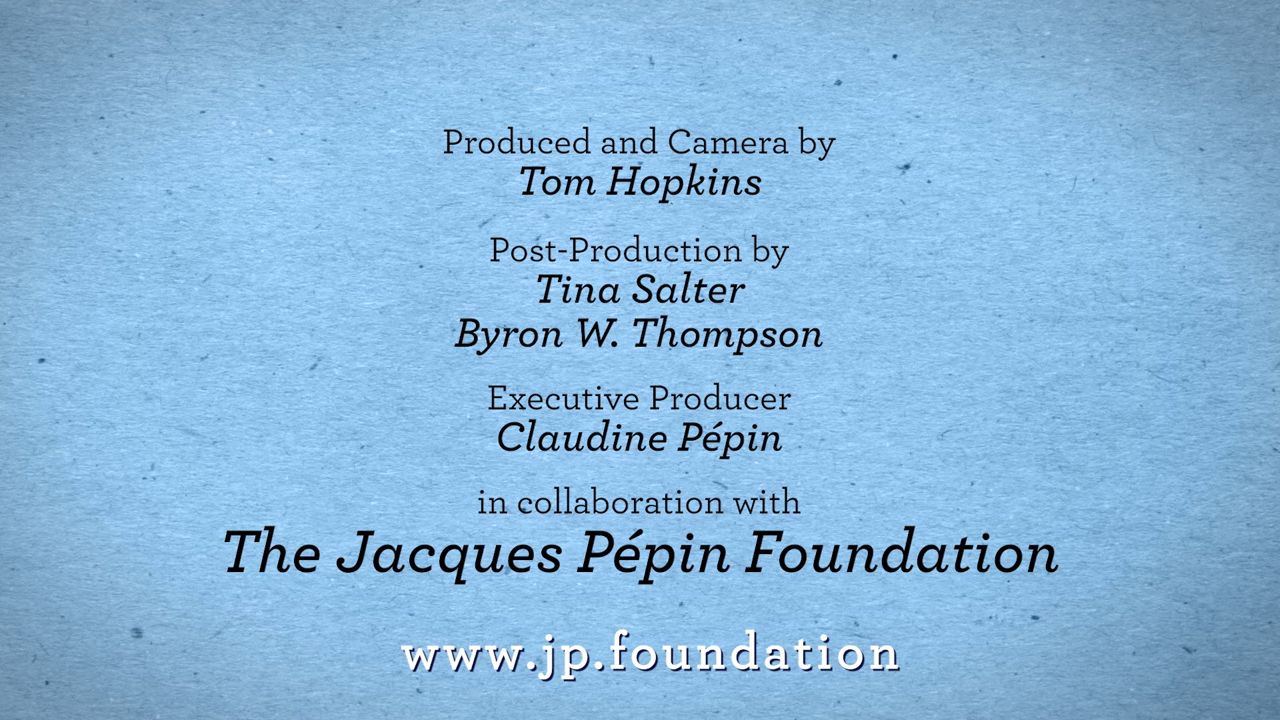 Produced and Camera by
Tom Hopkins
Post-Production by
Tina Salter
Byron W. Thompson
Executive Producer
Claudine Pépin
in collaboration with
The Jacques Pépin Foundation
www.jp.foundation